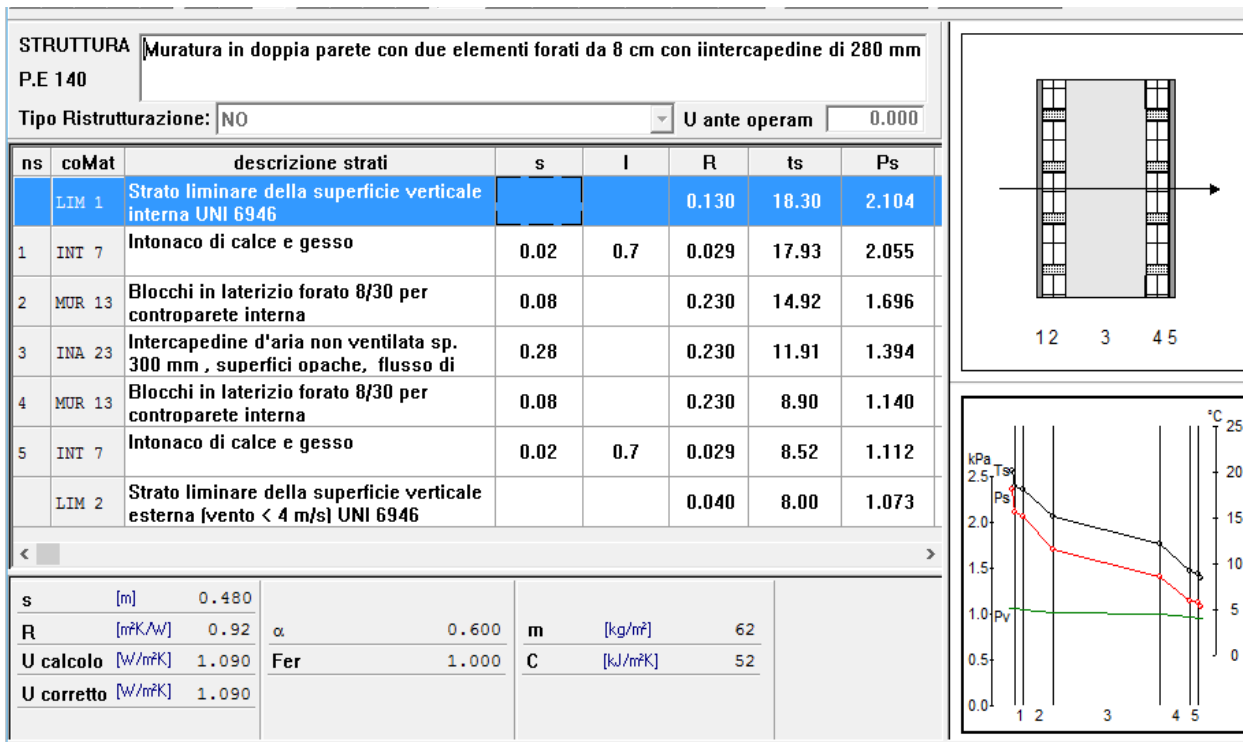 STRUTTURA Muratura in doppia parete con due elementi forati da 8 cm con iintercapedine di 280 mm
P.E 140
Tipo Ristrutturazione: NO U ante operam 0.000
ns coMat descrizione strati s l R ts Ps
LIM 1 Strato liminare della superficie verticale interna UNI 6946 0.130 18.30 2.104
1 INT 7 Intonaco di calce e gesso 0.02 0.7 0.029 17.93 2.055
2 MUR 13 Blocchi in laterizio forato 8/30 per controparete interna 0.08 0.230 14.92 1.696
3 INA 23 Intercapedine d'aria non ventilata sp. 300 mm , superfici opache, flusso di 0.28 0.230 11.91 1.394
4 MUR 13 Blocchi in laterizio forato 8/30 per controparete interna 0.08 0.230 8.90 1.140
5 INT 7 Intonaco di calce e gesso 0.02 0.7 0.029 8.52 1.112
LIM 2 Strato liminare della superficie verticale esterna (vento < 4 m/s) UNI 6946 0.040 8.00 1.073
s [m] 0.480
R [m²K/W] 0.92 α 0.600 m [kg/m²] 62
U calcolo [W/m²K] 1.090 Fer 1.000 C [kJ/m²K] 52
U corretto [W/m²K] 1.090
1 2 3 4 5
°C
25
kPa
Ts
2.5
20
Ps
2.0
15
1.5
10
1.0
Pv
5
0.5
0
0.0
1 2 3 4 5